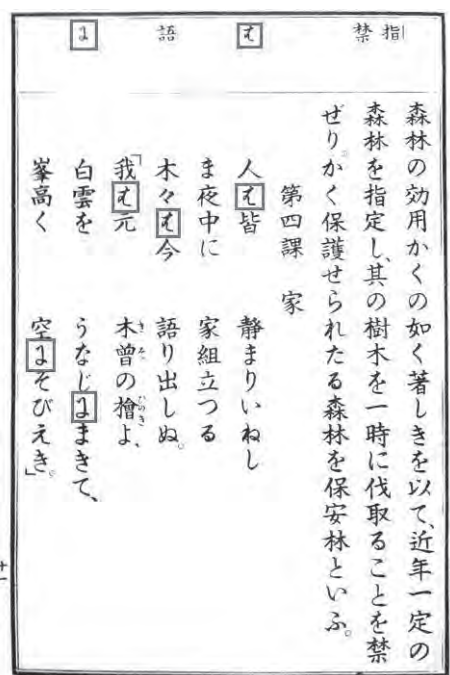 指
禁
は
語
に
森林の効用かくの如く著しきを以て、近年一定の
森林を指定し、其の樹木を一時に伐取ることを禁
ぜり。かく保護せられたる森林を保安林といふ。
第四課 家
人は皆 静まりいねし
ま夜中に 家組立つる
木々は今 語り出しぬ。
「我は元 木曽の檜よ、
白雲を うなじにまきて、
峯高く 空にそびえき。」
十一